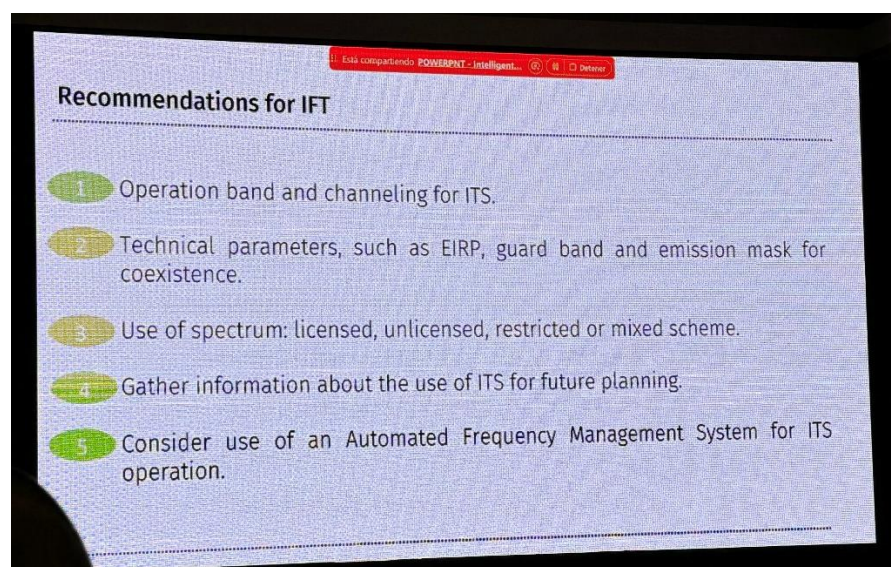 Está compartiendo POWERPNT - Intelligent... Detener
Recommendations for IFT
1 Operation band and channeling for ITS.
2 Technical parameters, such as EIRP, guard band and emission mask for
coexistence.
3 Use of spectrum: licensed, unlicensed, restricted or mixed scheme.
4 Gather information about the use of ITS for future planning.
5 Consider use of an Automated Frequency Management System for ITS
operation.